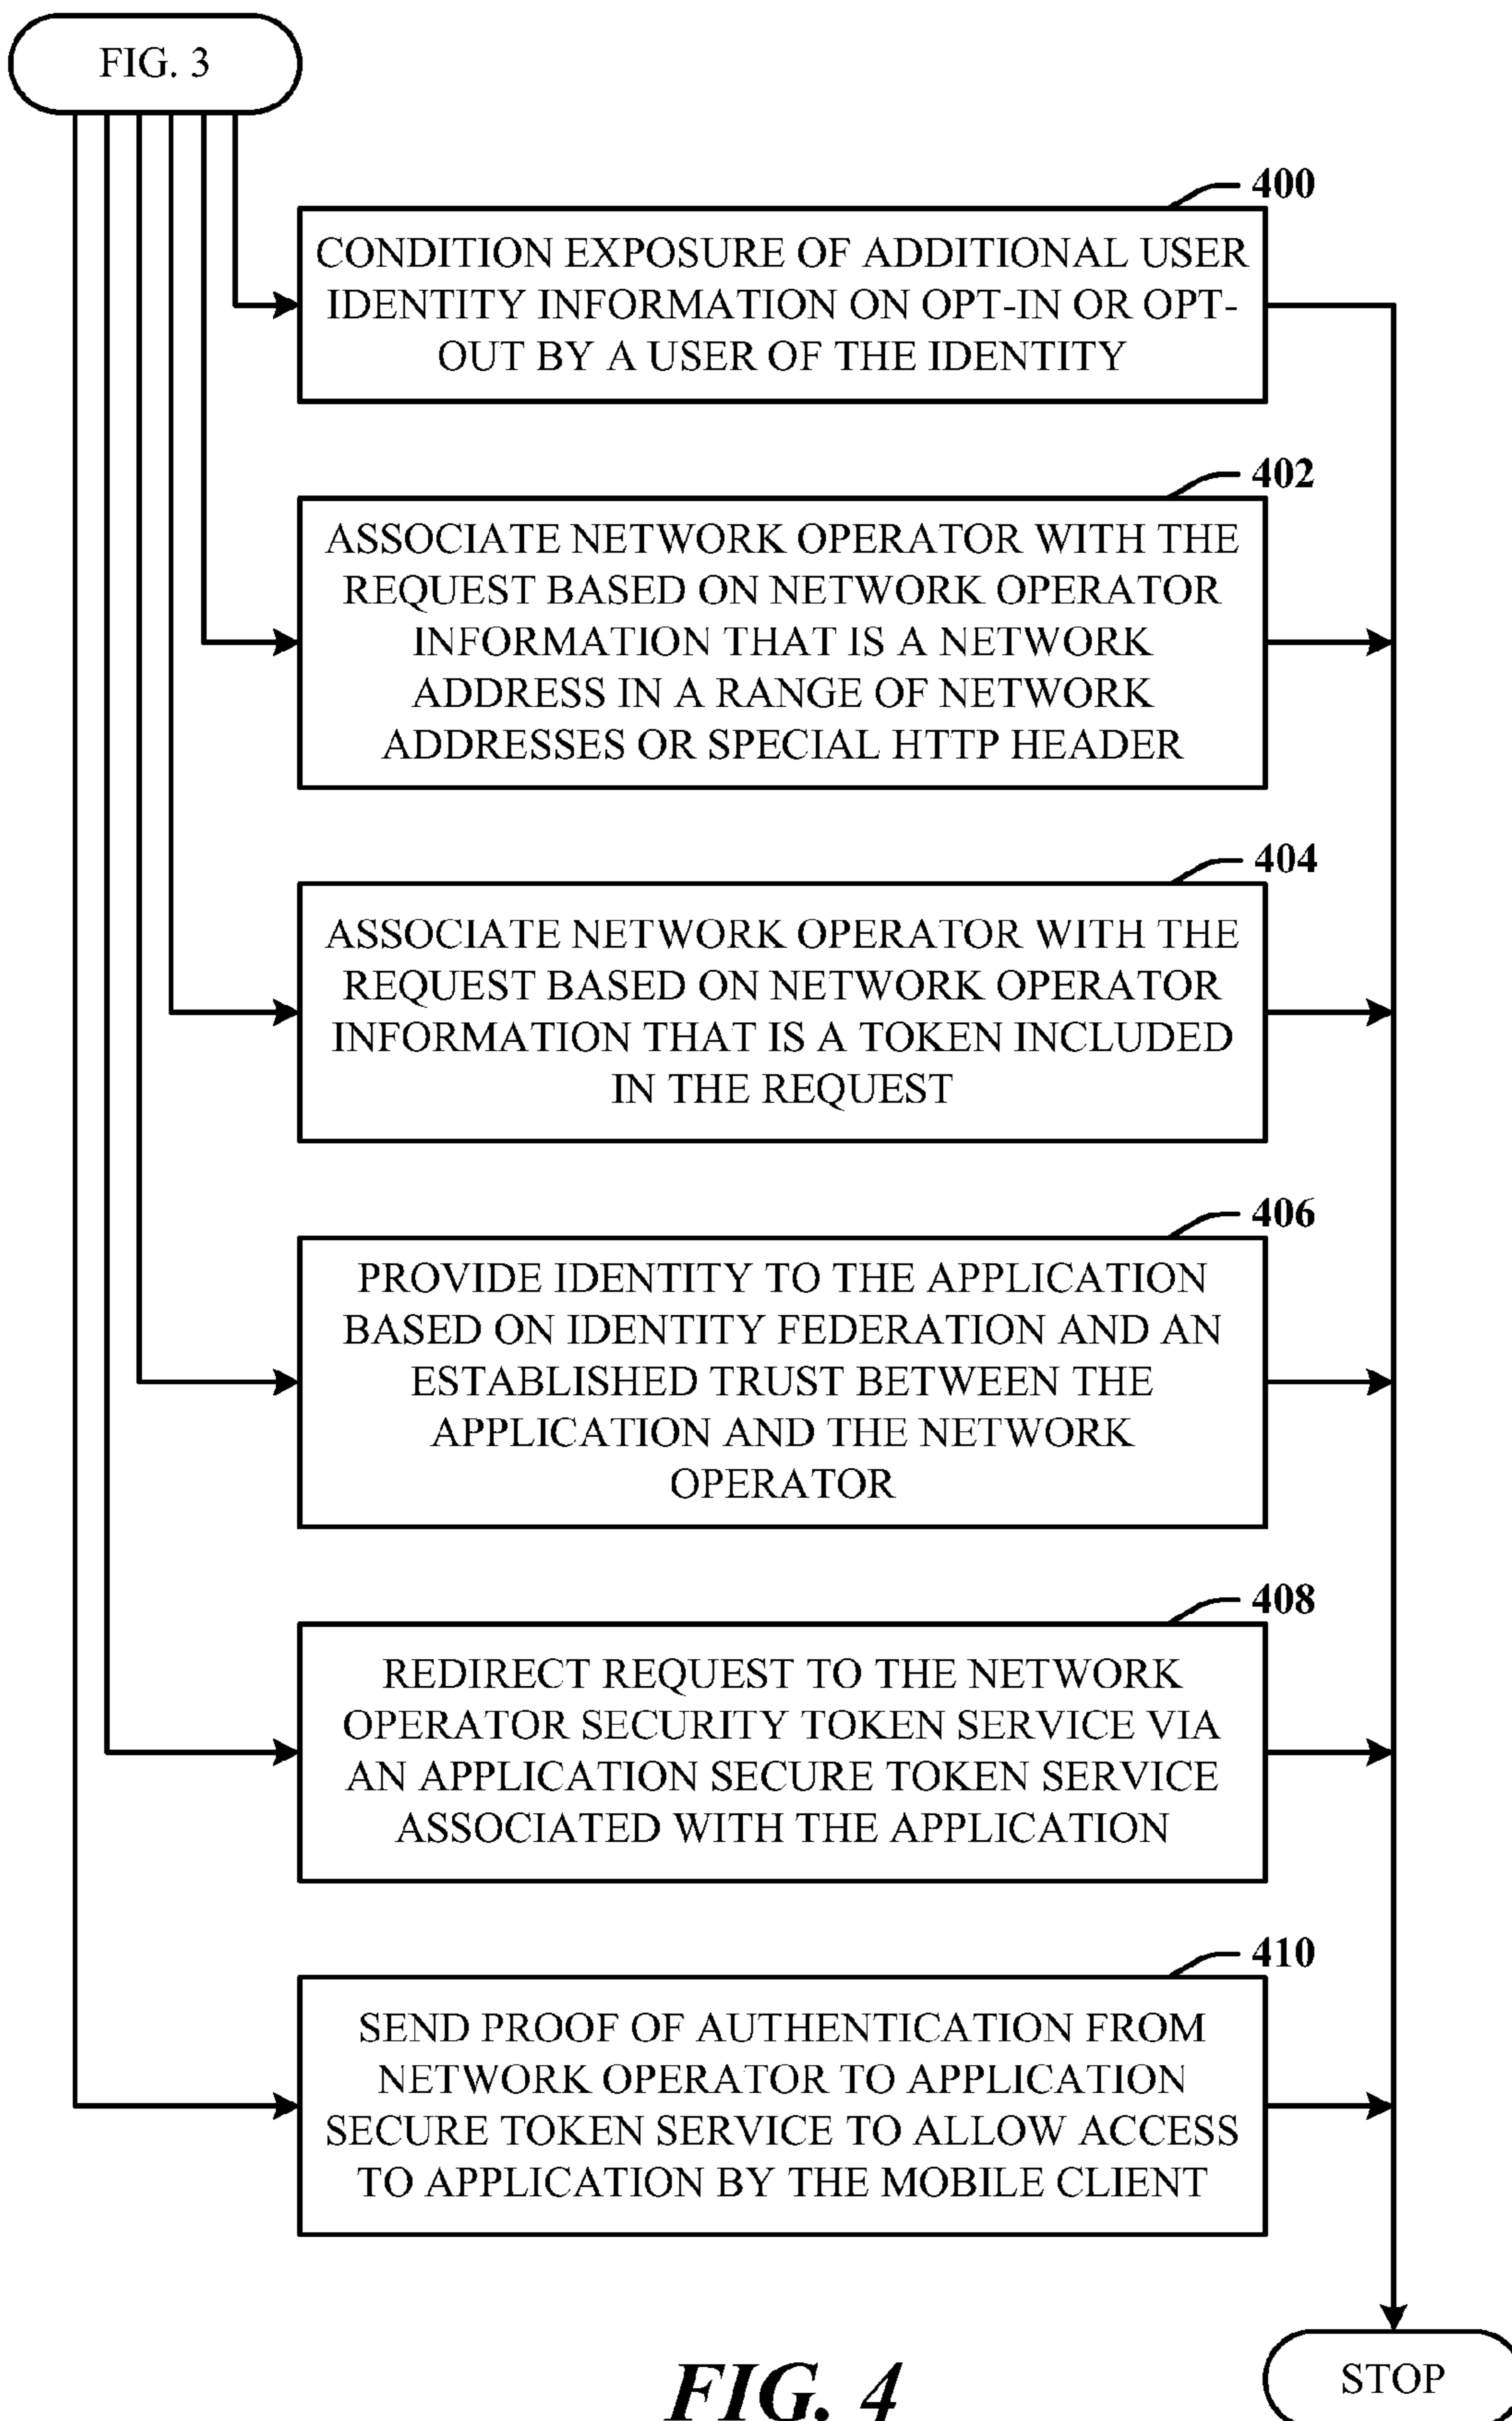 FIG. 3
400
CONDITION EXPOSURE OF ADDITIONAL USER
IDENTITY INFORMATION ON OPT-IN OR OPT-
OUT BY A USER OF THE IDENTITY
402
ASSOCIATE NETWORK OPERATOR WITH THE
REQUEST BASED ON NETWORK OPERATOR
INFORMATION THAT IS A NETWORK
ADDRESS IN A RANGE OF NETWORK
ADDRESSES OR SPECIAL HTTP HEADER
404
ASSOCIATE NETWORK OPERATOR WITH THE
REQUEST BASED ON NETWORK OPERATOR
INFORMATION THAT IS A TOKEN INCLUDED
IN THE REQUEST
406
PROVIDE IDENTITY TO THE APPLICATION
BASED ON IDENTITY FEDERATION AND AN
ESTABLISHED TRUST BETWEEN THE
APPLICATION AND THE NETWORK
OPERATOR
408
REDIRECT REQUEST TO THE NETWORK
OPERATOR SECURITY TOKEN SERVICE VIA
AN APPLICATION SECURE TOKEN SERVICE
ASSOCIATED WITH THE APPLICATION
410
SEND PROOF OF AUTHENTICATION FROM
NETWORK OPERATOR TO APPLICATION
SECURE TOKEN SERVICE TO ALLOW ACCESS
TO APPLICATION BY THE MOBILE CLIENT
STOP
FIG. 4